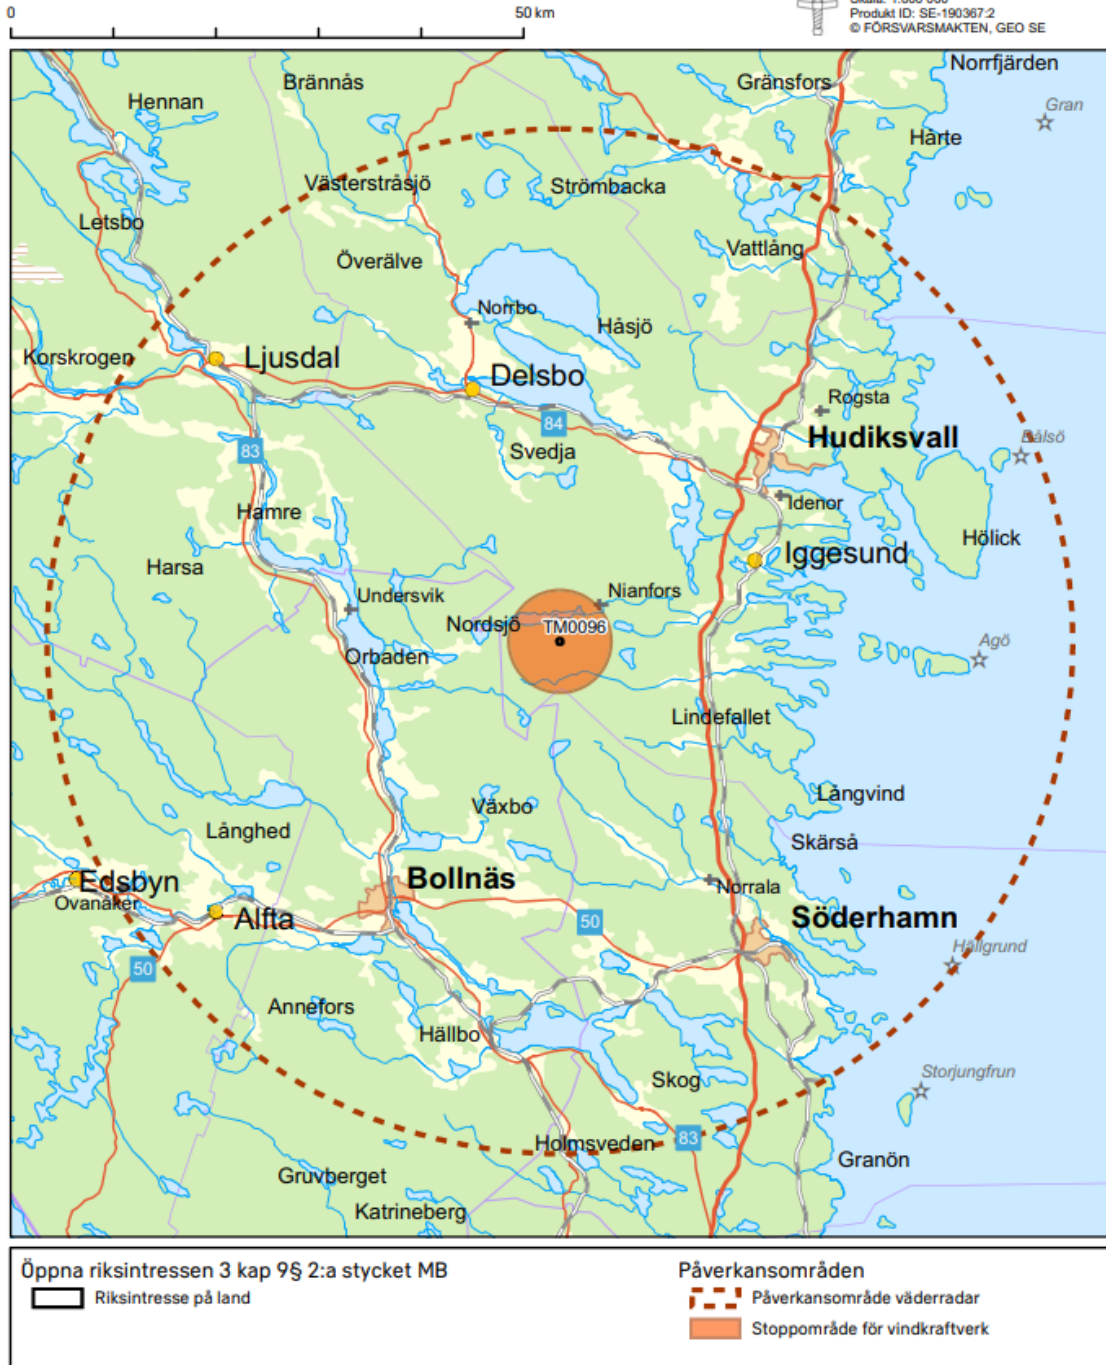 0
50 km
Produkt ID: SE-190367:2
© FÖRSVARSMAKTEN, GEO SE
Norrfjärden
Brännås
Gränsfors
Hennan
Gran
Hårte
Västerstråsjö
Strömbacka
Letsbo
Vattlång
Överälve
Norrbo
Håsjö
Korskrogen
Ljusdal
Delsbo
Rogsta
84
Hudiksvall
Bålsö
83
Svedja
Idenor
Hamre
Hölick
Iggesund
Harsa
Undersvik
Nianfors
Nordsjö
TM0096
Agö
Orbaden
Lindefallet
Långvind
Växbo
Långhed
Skärså
Edsbyn
Bollnäs
Norrala
Ovanåker
Alfta
50
Söderhamn
Hällgrund
50
Annefors
Hällbo
Storjungfrun
Skog
83
Holmsveden
Granön
Gruvberget
Katrineberg
Öppna riksintressen 3 kap 9§ 2:a stycket MB
Riksintresse på land
Påverkansområden
Påverkansområde väderradar
Stoppområde för vindkraftverk